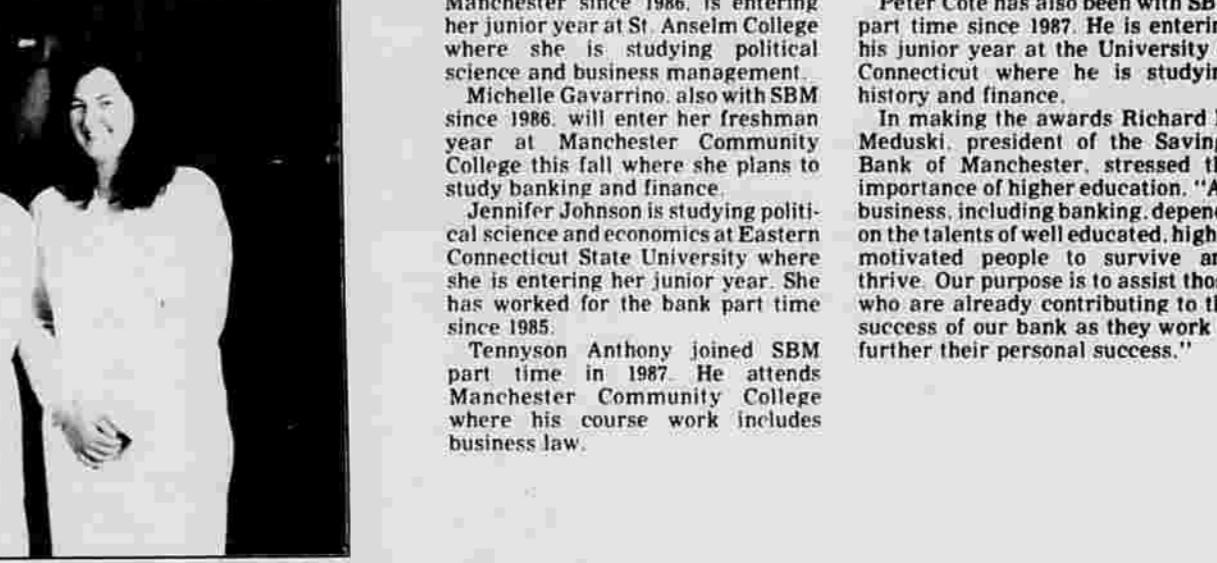 Manchester since 1986, is entering
her junior year at St. Anselm College
where she is studying political
science and business management.
Michelle Gavarrino, also with SBM
since 1986, will enter her freshman
year at Manchester Community
College this fall where she plans to
study banking and finance.
Jennifer Johnson is studying politi-
cal science and economics at Eastern
Connecticut State University where
she is entering her junior year. She
has worked for the bank part time
since 1985.
Tennyson Anthony joined SBM
part time in 1987. He attends
Manchester Community College
where his course work includes
business law.
Peter Cote has also been with SB
part time since 1987. He is enterin
his junior year at the University
Connecticut where he is studyin
history and finance.
In making the awards Richard
Meduski, president of the Saving
Bank of Manchester, stressed th
importance of higher education. "A
business, including banking, depend
on the talents of well educated, high
motivated people to survive an
thrive. Our purpose is to assist thos
who are already contributing to th
success of our bank as they work
further their personal success."